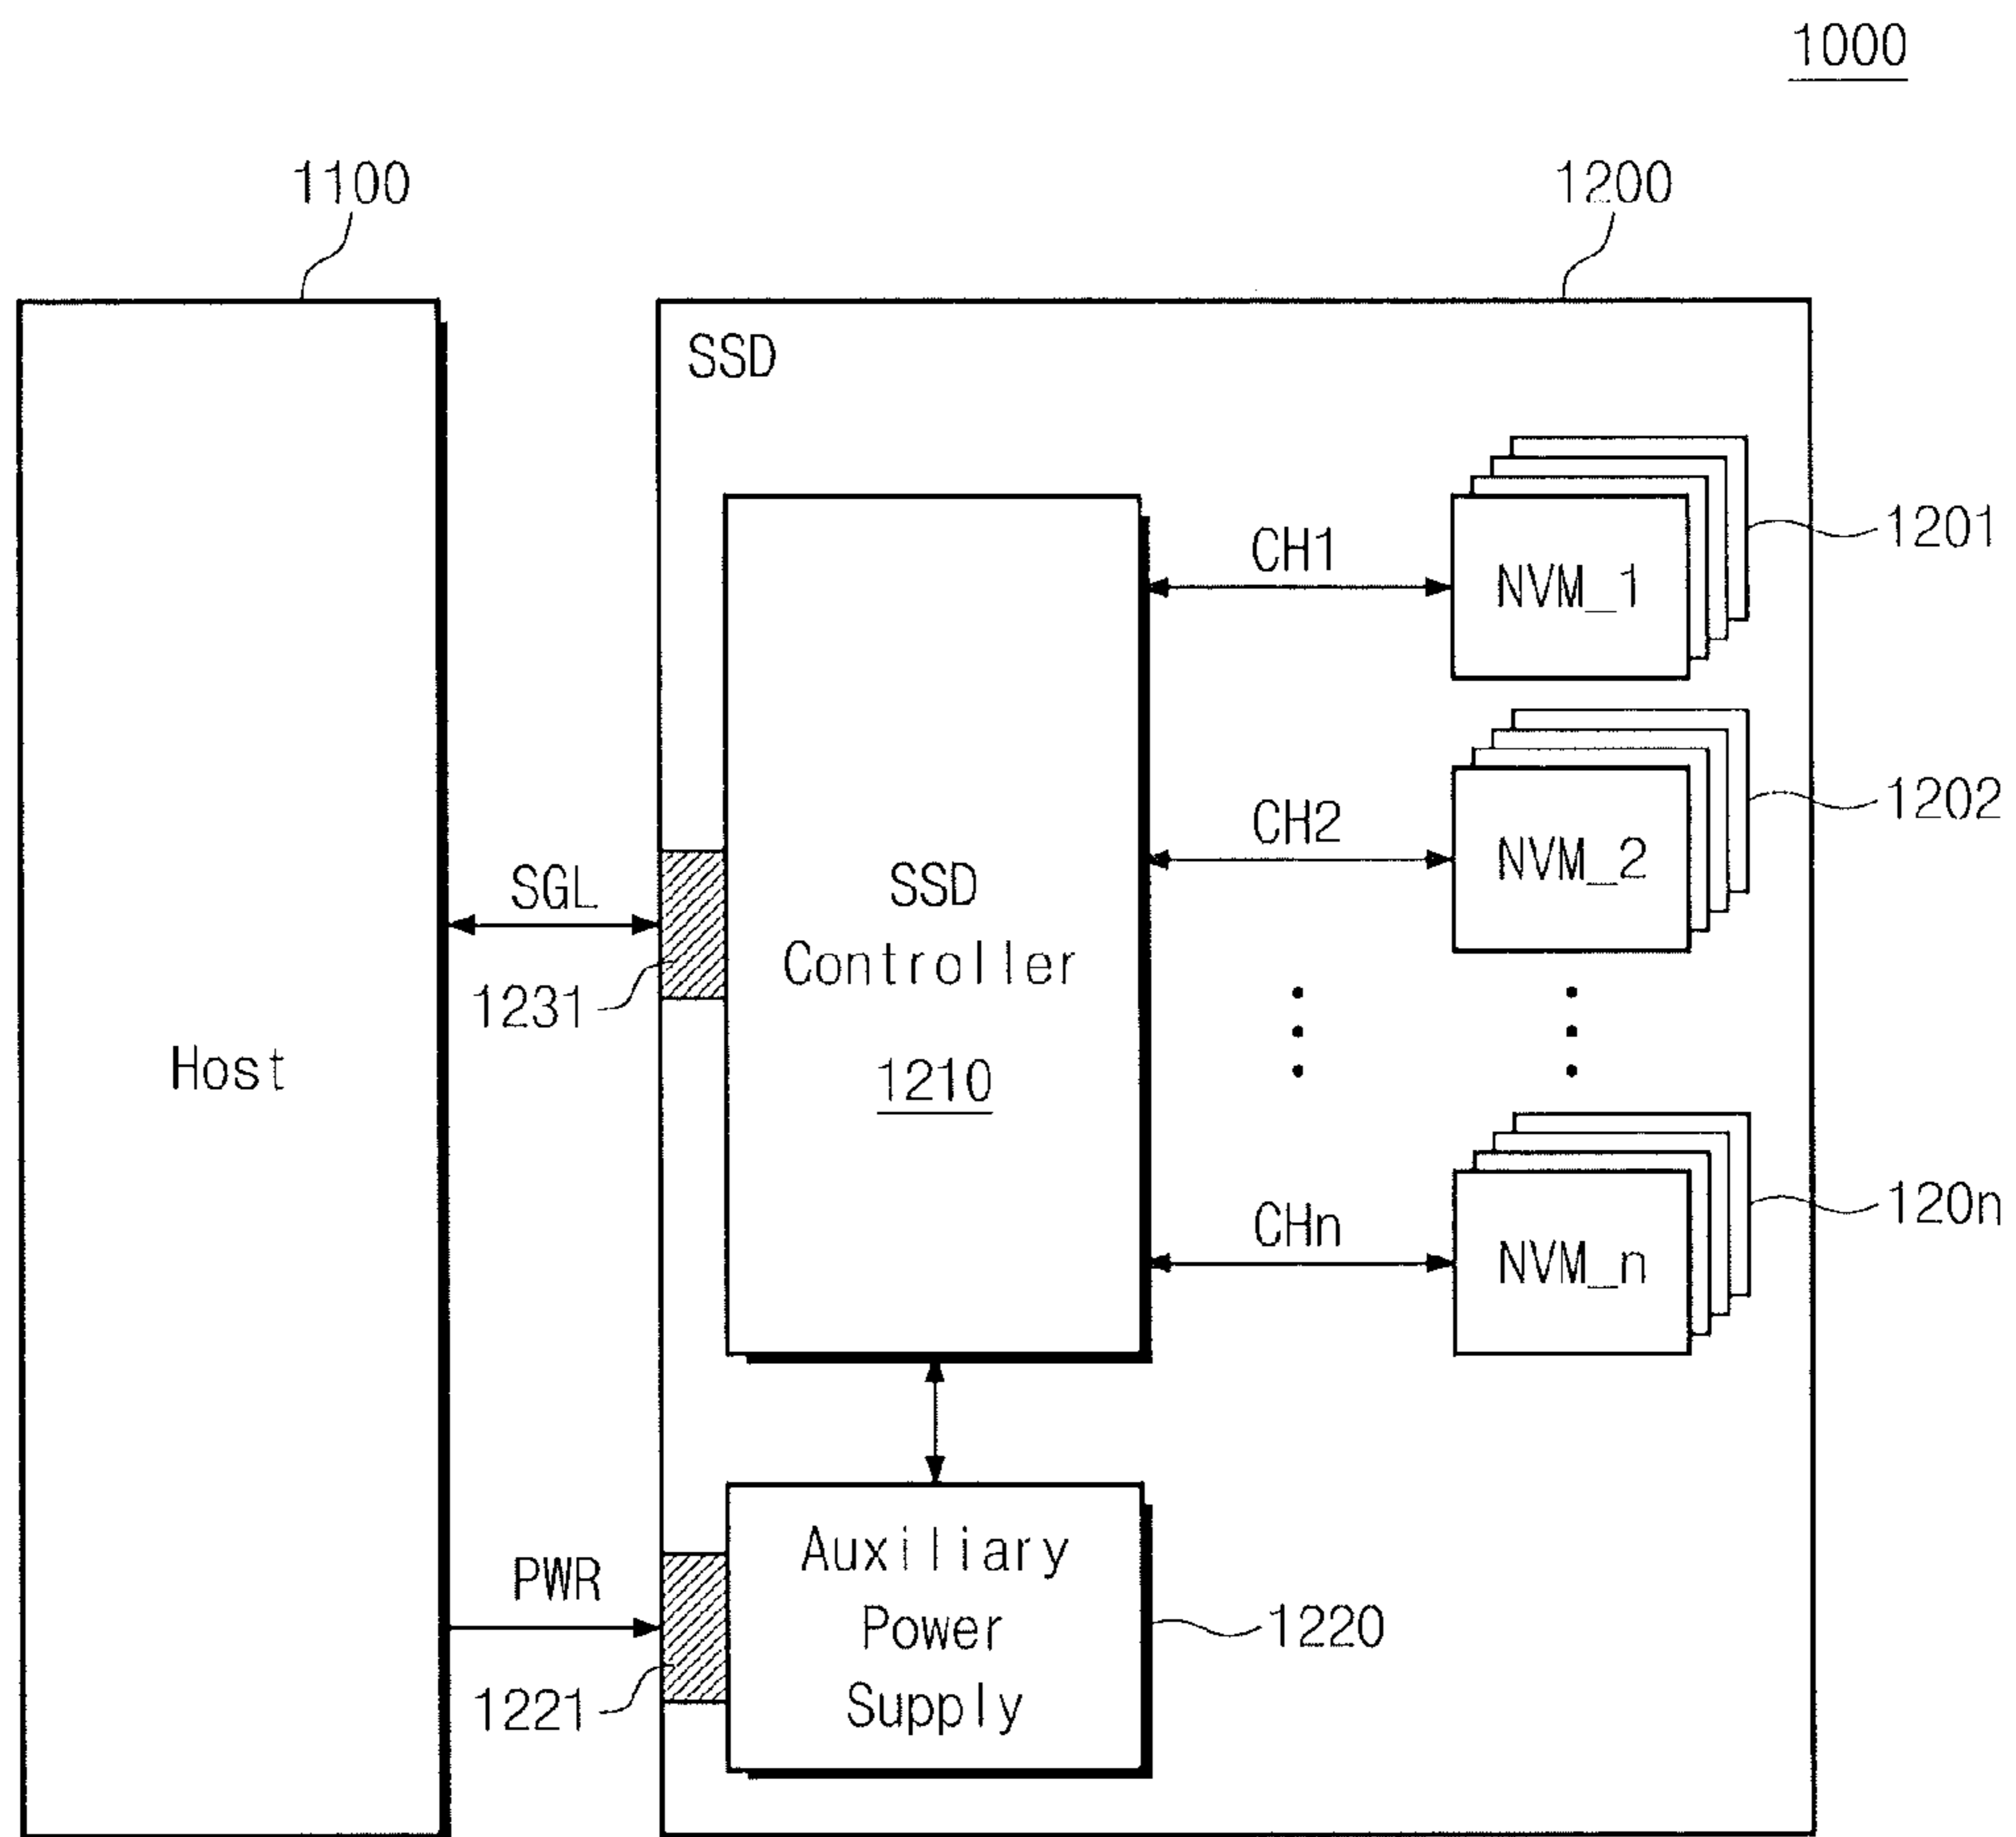 1000
1100
1200
SSD
1201
CH1
NVM_1
1202
CH2
NVM_2
SGL
SSD
Controller
1231
1210
Host
120n
CHn
NVM_n
Auxiliary
Power
Supply
PWR
1220
1221